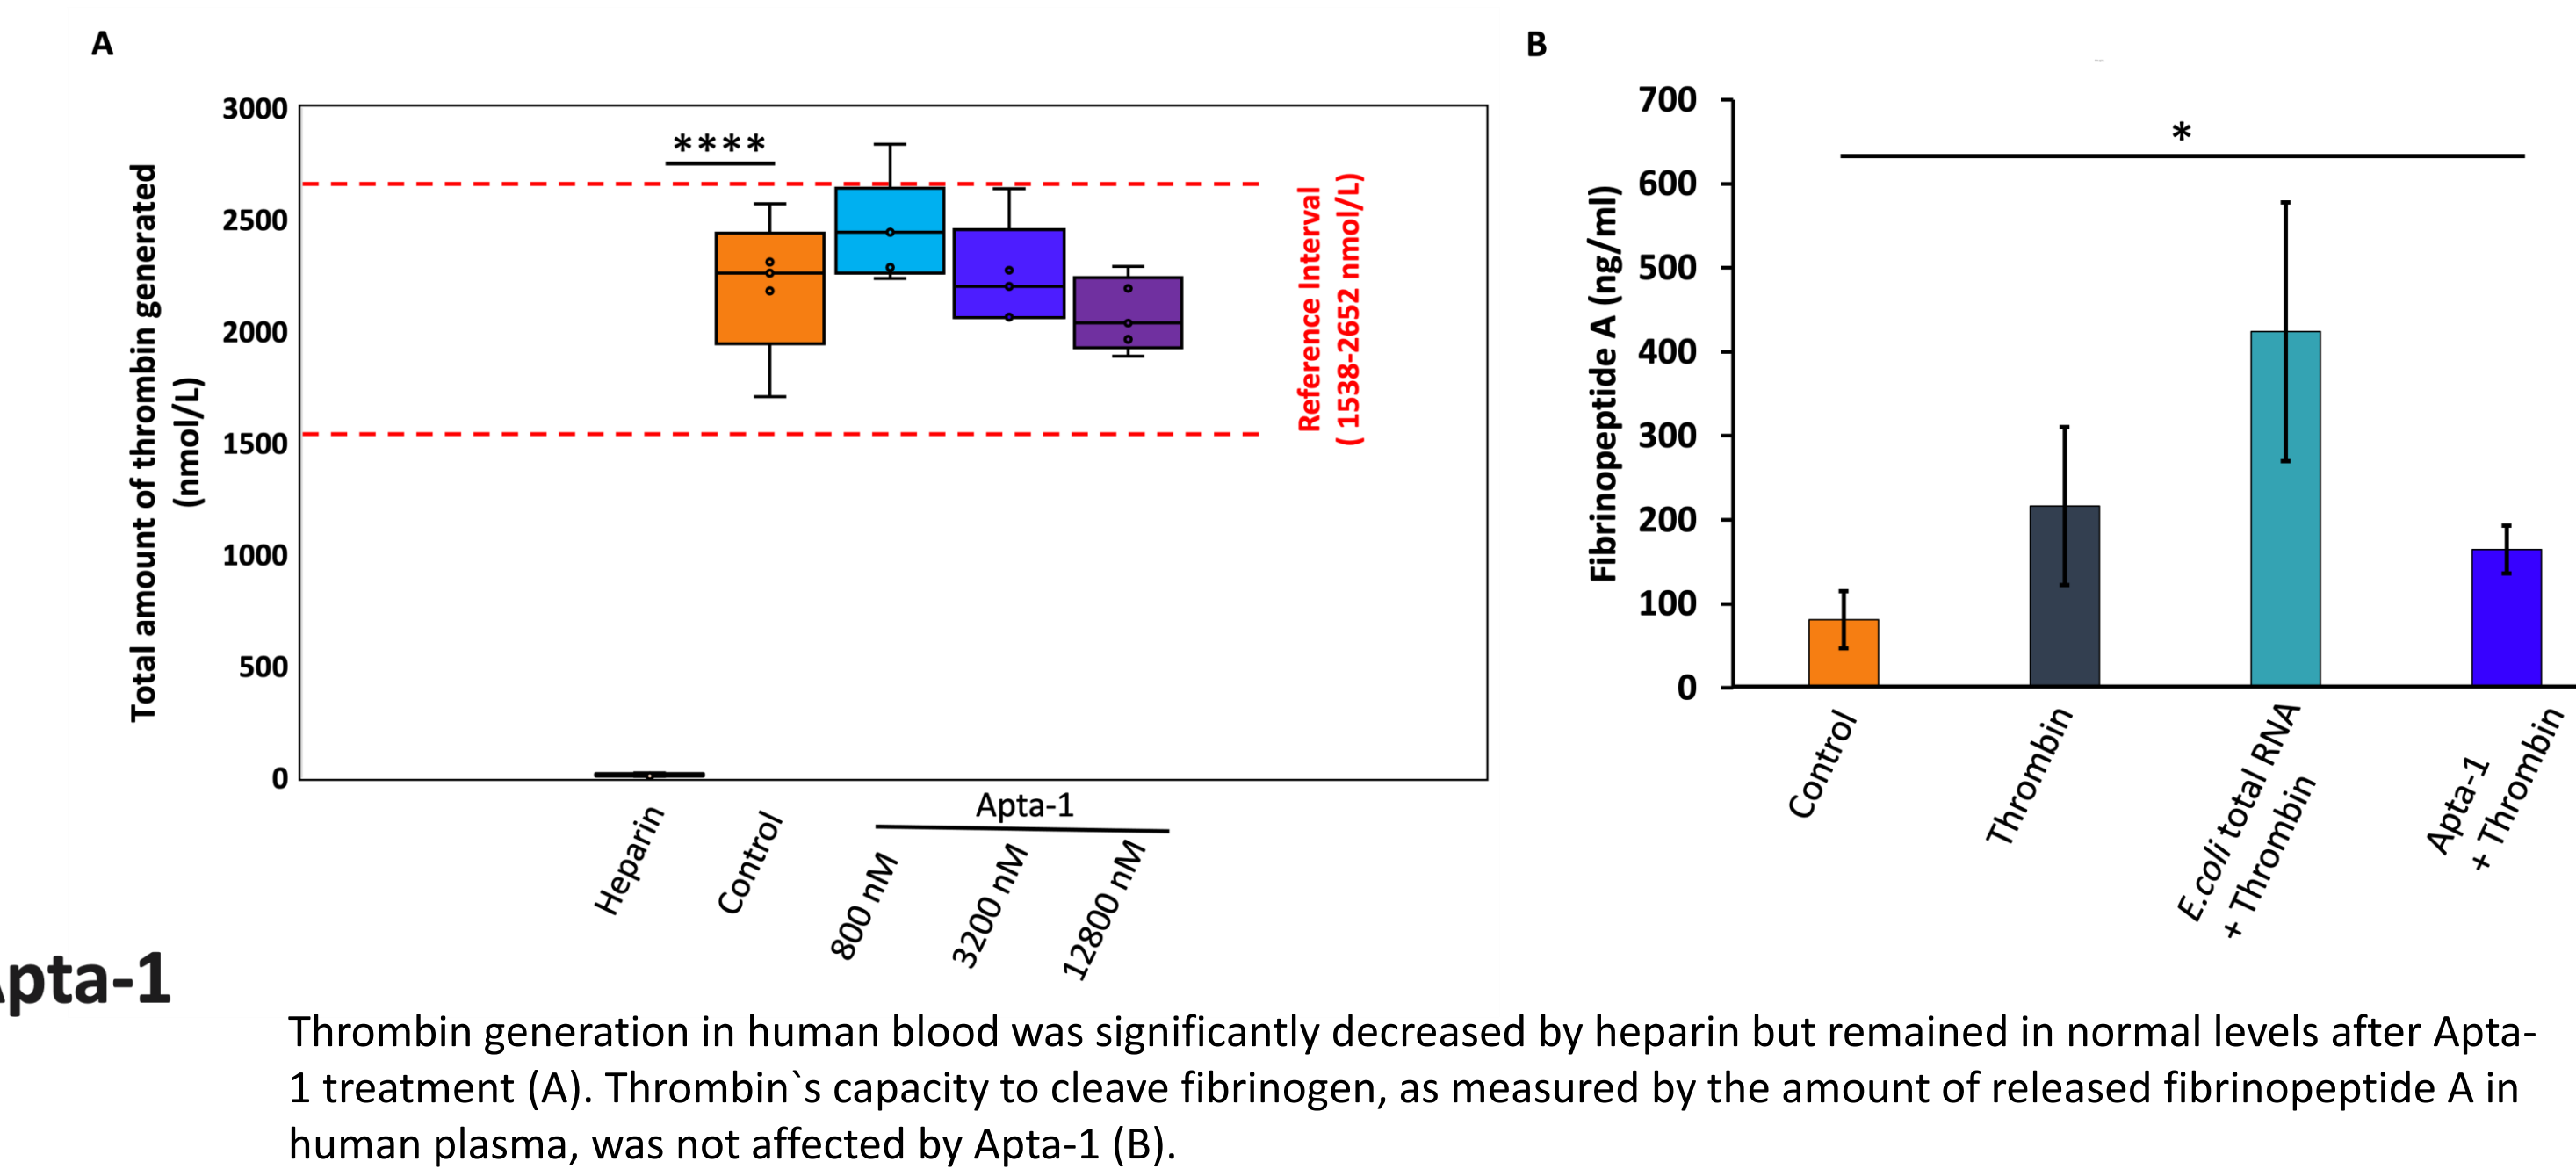 A
B
3000
2500
2000
1500
1000
500
0
Total amount of thrombin generated
(nmol/L)
****
Reference Interval
( 1538-2652 nmol/L)
Heparin
Control
Apta-1
800 nM
3200 nM
12800 nM
700
600
500
400
300
200
100
0
Fibrinopeptide A (ng/ml)
*
Control
Thrombin
E.coli total RNA
+ Thrombin
Apta-1
+ Thrombin
Apta-1
Thrombin generation in human blood was significantly decreased by heparin but remained in normal levels after Apta-
1 treatment (A). Thrombin`s capacity to cleave fibrinogen, as measured by the amount of released fibrinopeptide A in
human plasma, was not affected by Apta-1 (B).